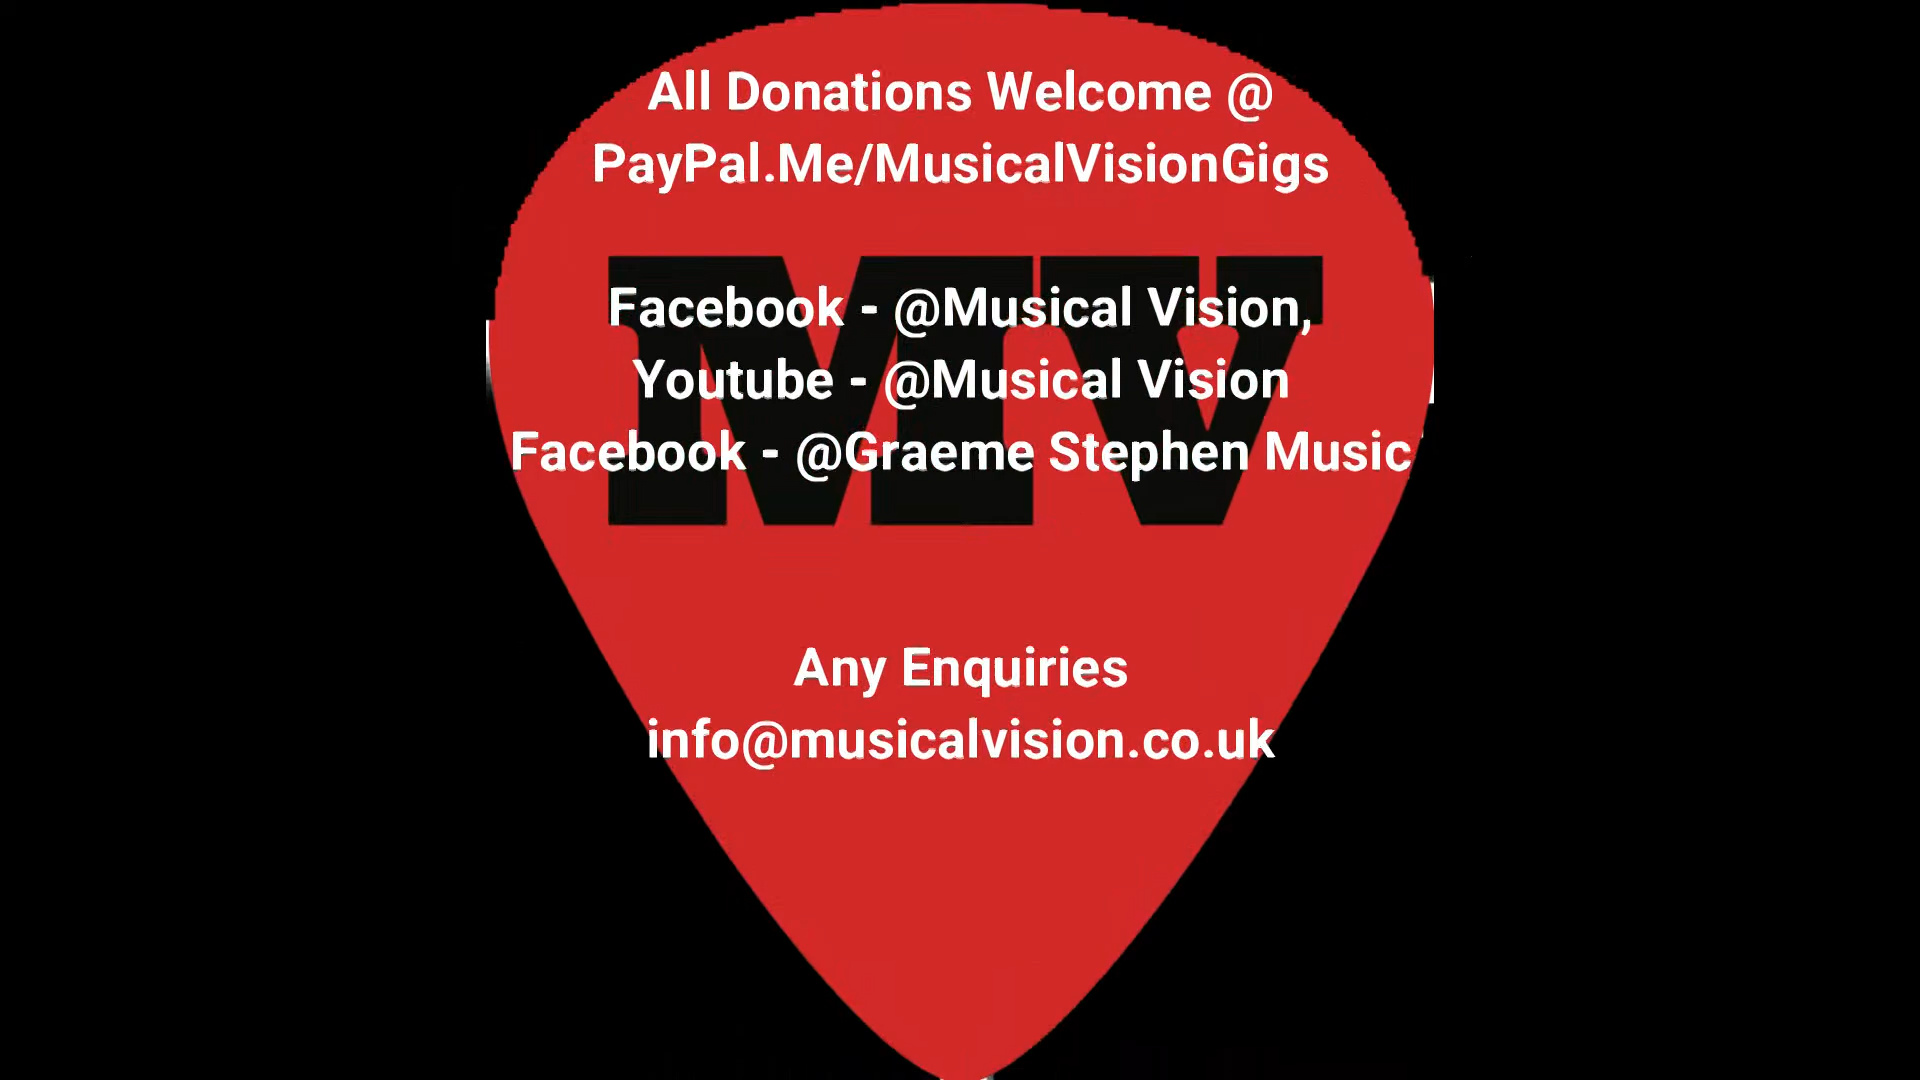 All Donations Welcome @
PayPal.Me/MusicalVisionGigs
MV
Facebook - @Musical Vision,
Youtube - @Musical Vision
Facebook - @Graeme Stephen Music
Any Enquiries
info@musicalvision.co.uk